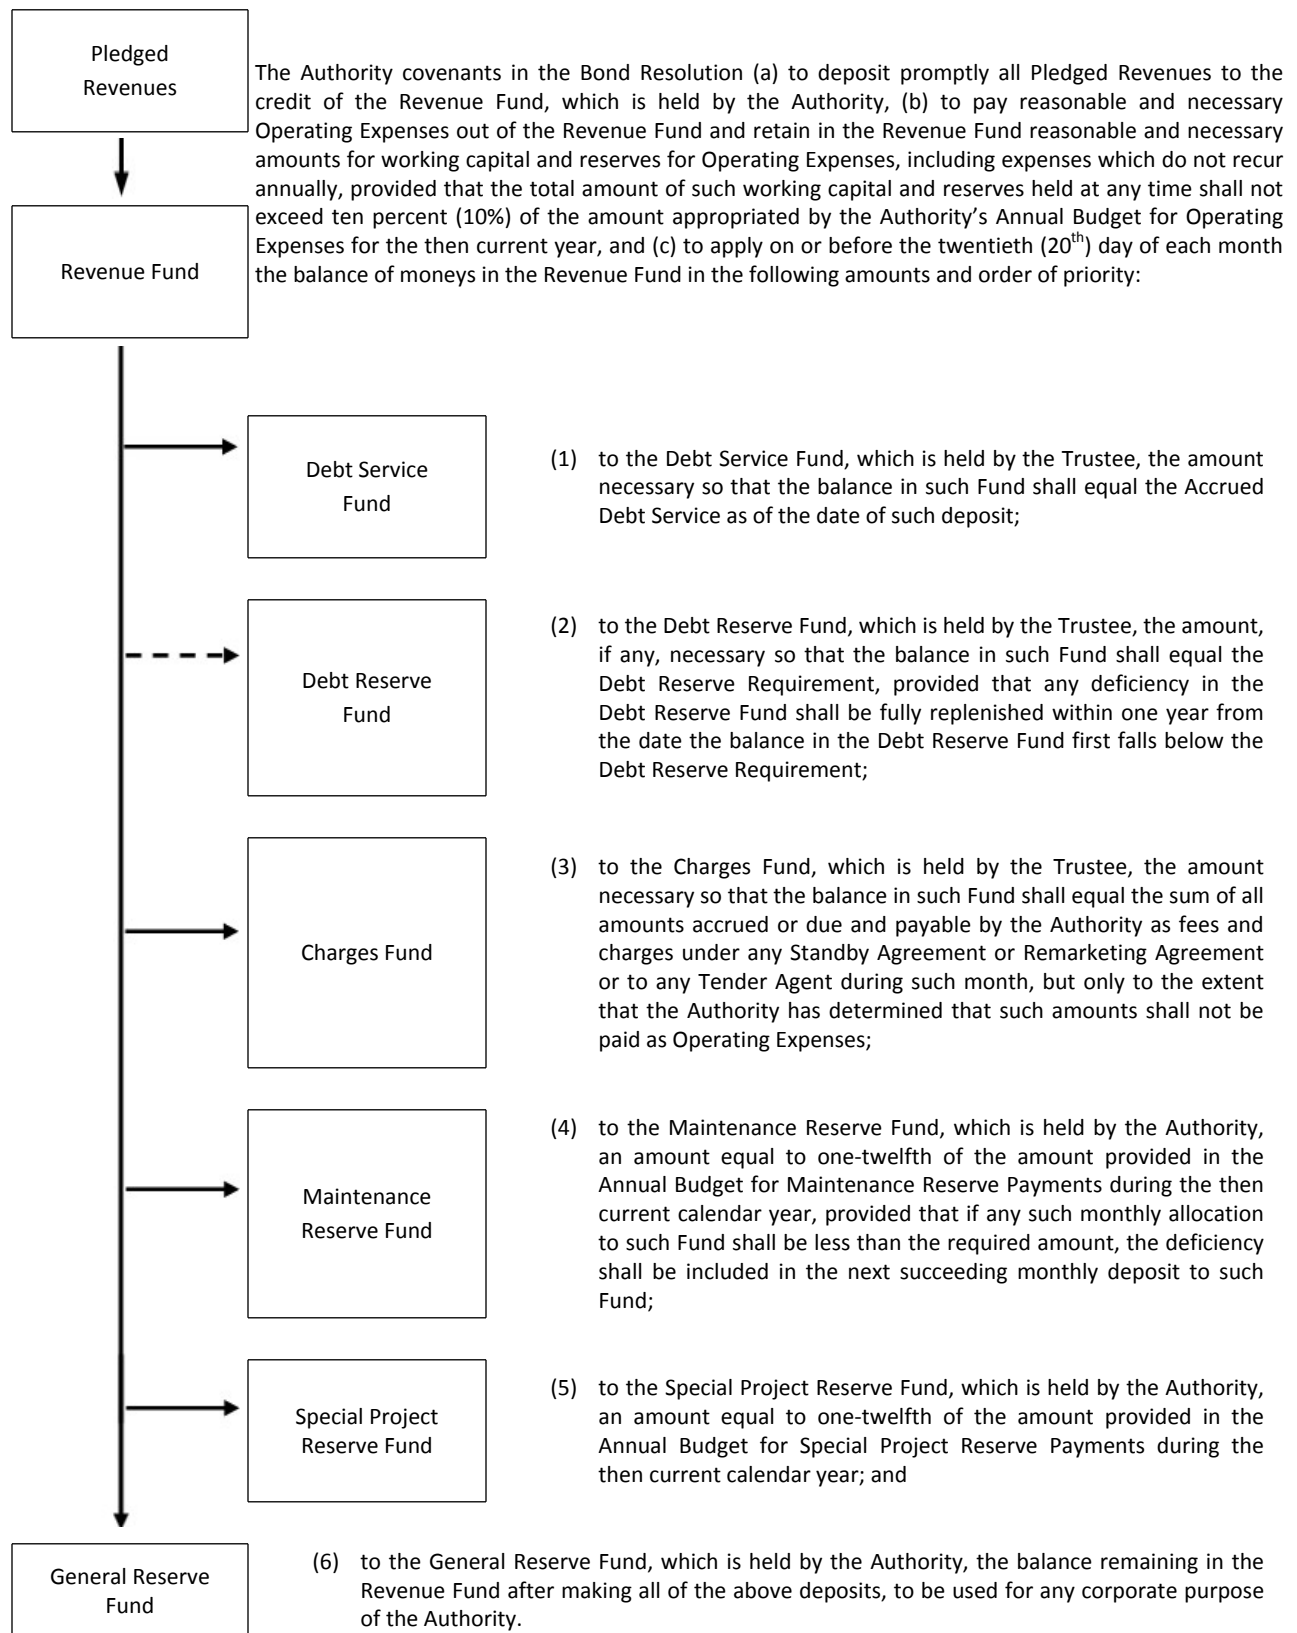 Pledged
Revenues
The Authority covenants in the Bond Resolution (a) to deposit promptly all Pledged Revenues to the
credit of the Revenue Fund, which is held by the Authority, (b) to pay reasonable and necessary
Operating Expenses out of the Revenue Fund and retain in the Revenue Fund reasonable and necessary
amounts for working capital and reserves for Operating Expenses, including expenses which do not recur
annually, provided that the total amount of such working capital and reserves held at any time shall not
exceed ten percent (10%) of the amount appropriated by the Authority’s Annual Budget for Operating
Expenses for the then current year, and (c) to apply on or before the twentieth (20th) day of each month
the balance of moneys in the Revenue Fund in the following amounts and order of priority:
Revenue Fund
Debt Service
Fund
(1) to the Debt Service Fund, which is held by the Trustee, the amount
necessary so that the balance in such Fund shall equal the Accrued
Debt Service as of the date of such deposit;
Debt Reserve
Fund
(2) to the Debt Reserve Fund, which is held by the Trustee, the amount,
if any, necessary so that the balance in such Fund shall equal the
Debt Reserve Requirement, provided that any deficiency in the
Debt Reserve Fund shall be fully replenished within one year from
the date the balance in the Debt Reserve Fund first falls below the
Debt Reserve Requirement;
Charges Fund
(3) to the Charges Fund, which is held by the Trustee, the amount
necessary so that the balance in such Fund shall equal the sum of all
amounts accrued or due and payable by the Authority as fees and
charges under any Standby Agreement or Remarketing Agreement
or to any Tender Agent during such month, but only to the extent
that the Authority has determined that such amounts shall not be
paid as Operating Expenses;
Maintenance
Reserve Fund
(4) to the Maintenance Reserve Fund, which is held by the Authority,
an amount equal to one-twelfth of the amount provided in the
Annual Budget for Maintenance Reserve Payments during the then
current calendar year, provided that if any such monthly allocation
to such Fund shall be less than the required amount, the deficiency
shall be included in the next succeeding monthly deposit to such
Fund;
Special Project
Reserve Fund
(5) to the Special Project Reserve Fund, which is held by the Authority,
an amount equal to one-twelfth of the amount provided in the
Annual Budget for Special Project Reserve Payments during the
then current calendar year; and
General Reserve
Fund
(6) to the General Reserve Fund, which is held by the Authority, the balance remaining in the
Revenue Fund after making all of the above deposits, to be used for any corporate purpose
of the Authority.